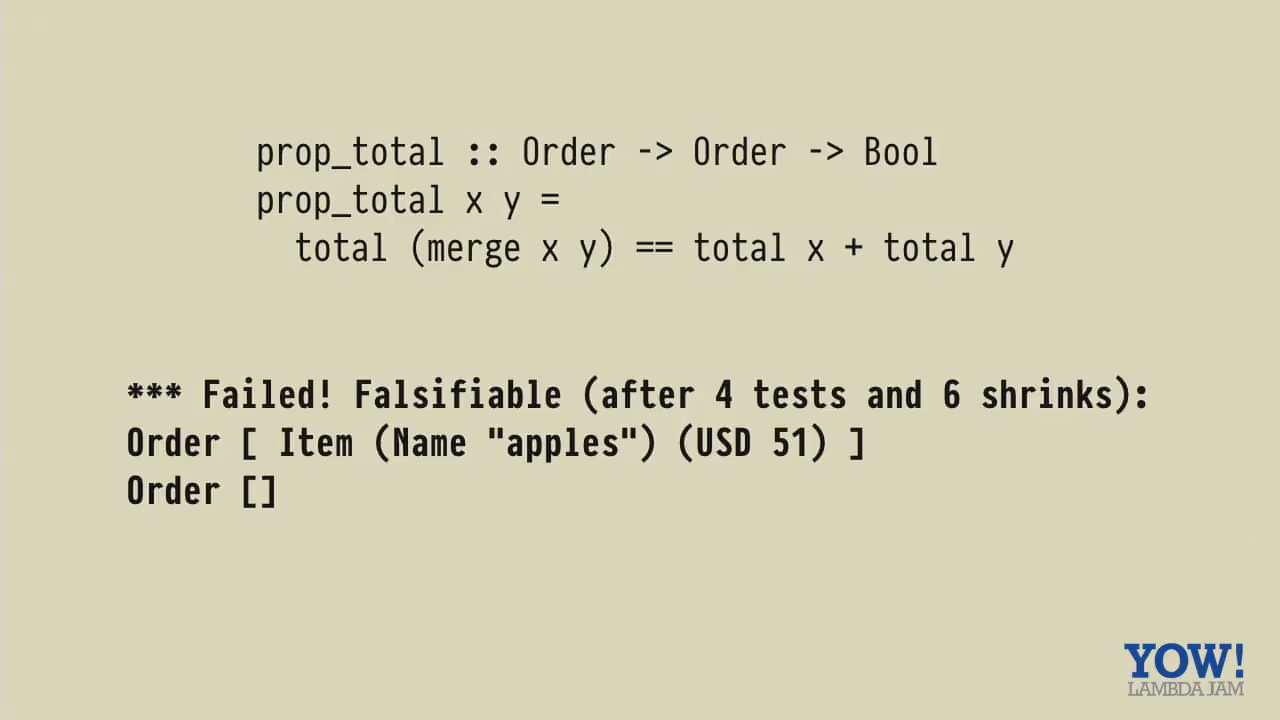 prop_total :: Order -> Order -> Bool
prop_total x y =
  total (merge x y) == total x + total y
*** Failed! Falsifiable (after 4 tests and 6 shrinks):
Order [ Item (Name "apples") (USD 51) ]
Order []
YOW!
LAMBDA JAM